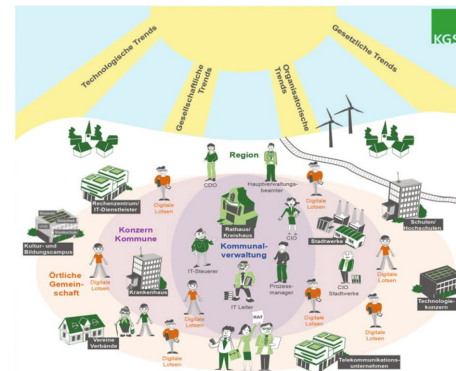 Technologische Trends
Gesellschaftliche
Trends
Organisatorische
Trends
Gesetzliche Trends
KGSt
Region
CDO
Hauptverwaltungs-
beamter
Rechenzentrum/
IT-Dienstleister
Digitale
Lotsen
Digitale
Lotsen
Schulen/
Hochschulen
Kultur- und
Bildungscampus
Konzern
Kommune
Rathaus/
Kreishaus
CIO
Stadtwerke
Kommunal-
verwaltung
Digitale
Lotsen
IT-Steuerer
Örtliche
Gemein-
schaft
Krankenhaus
Prozess-
manager
CIO
Stadtwerke
Digitale
Lotsen
Technologie-
konzern
IT Leiter
Digitale
Lotsen
RAT
Vereine
Verbände
Digitale
Lotsen
Digitale
Lotsen
Telekommunikations-
unternehmen